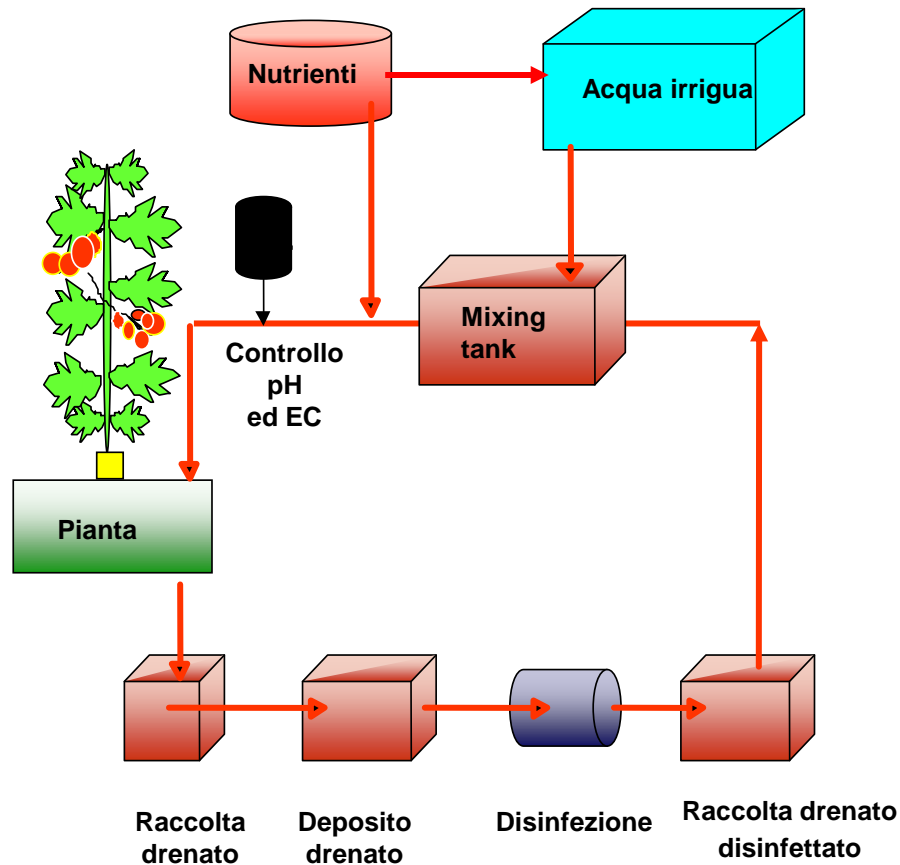 Nutrienti
Acqua irrigua
Mixing
tank
Controllo
pH
ed EC
Pianta
Raccolta
drenato
Deposito
drenato
Disinfezione
Raccolta drenato
disinfettato